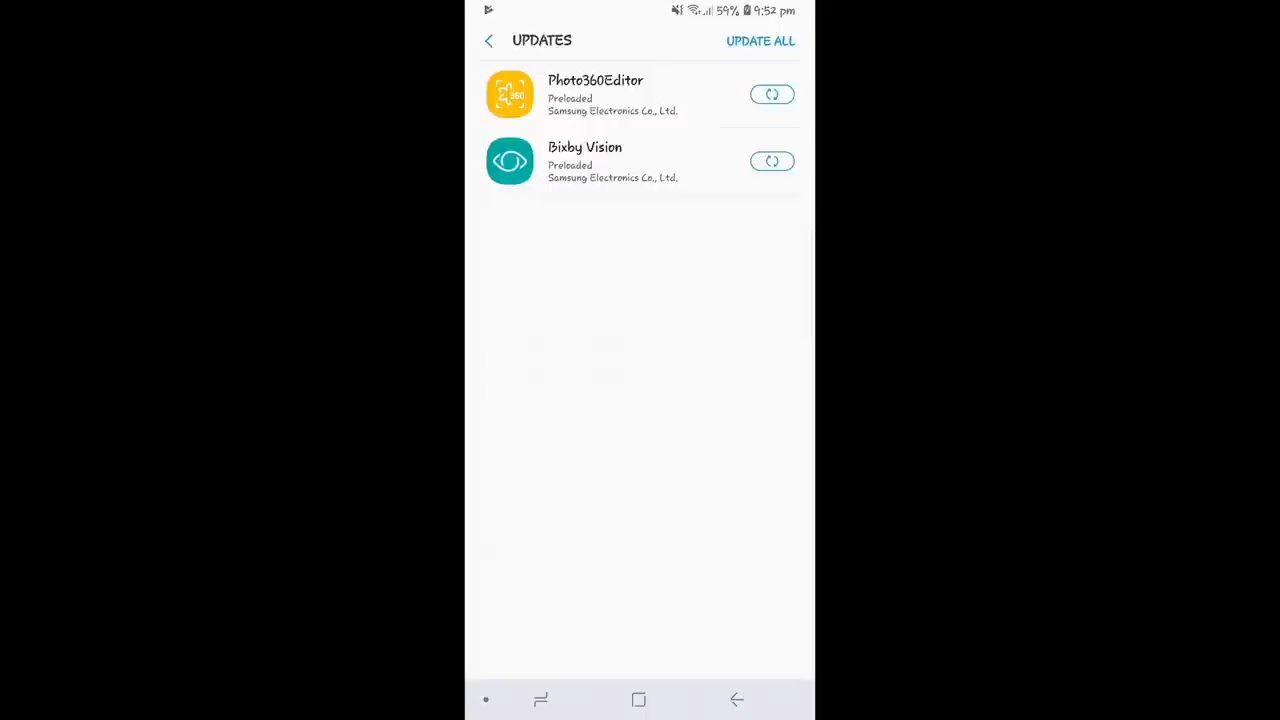 59% 9:52 pm
UPDATES
UPDATE ALL
360
Photo360Editor
Preloaded
Samsung Electronics Co., Ltd.
Bixby Vision
Preloaded
Samsung Electronics Co., Ltd.